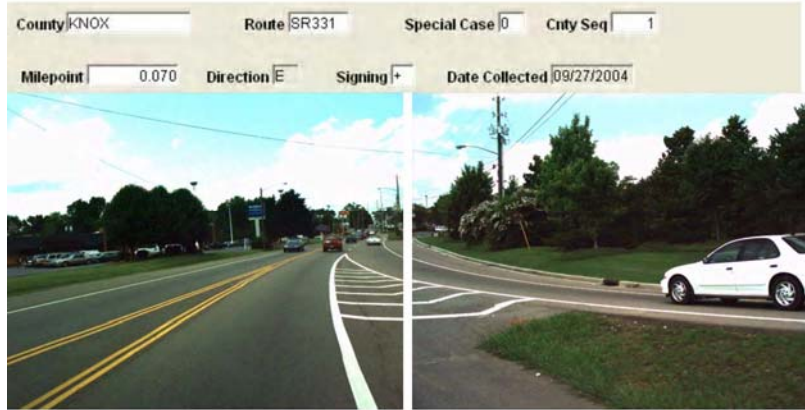 County KNOX Route SR331 Special Case 0 Cnty Seq 1
Milepoint 0.070 Direction E Signing + Date Collected 09/27/2004